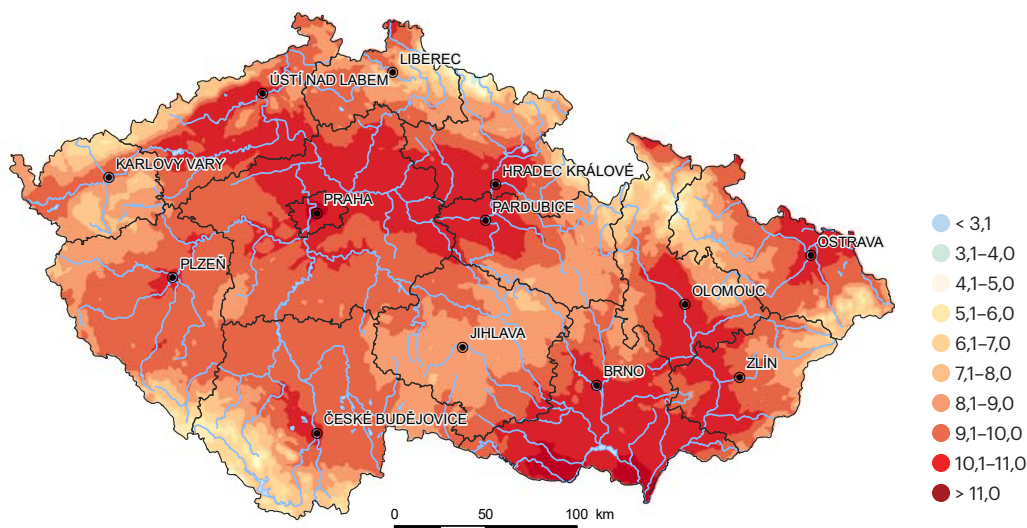 LIBEREC
ÚSTÍ NAD LABEM
KARLOVY VARY
HRADEC KRÁLOVÉ
PRAHA
PARDUBICE
OSTRAVA
PLZEŇ
OLOMOUC
JIHLAVA
ZLÍN
BRNO
ČESKÉ BUDĚJOVICE
< 3,1
3,1–4,0
4,1–5,0
5,1–6,0
6,1–7,0
7,1–8,0
8,1–9,0
9,1–10,0
10,1–11,0
> 11,0
0 50 100 km